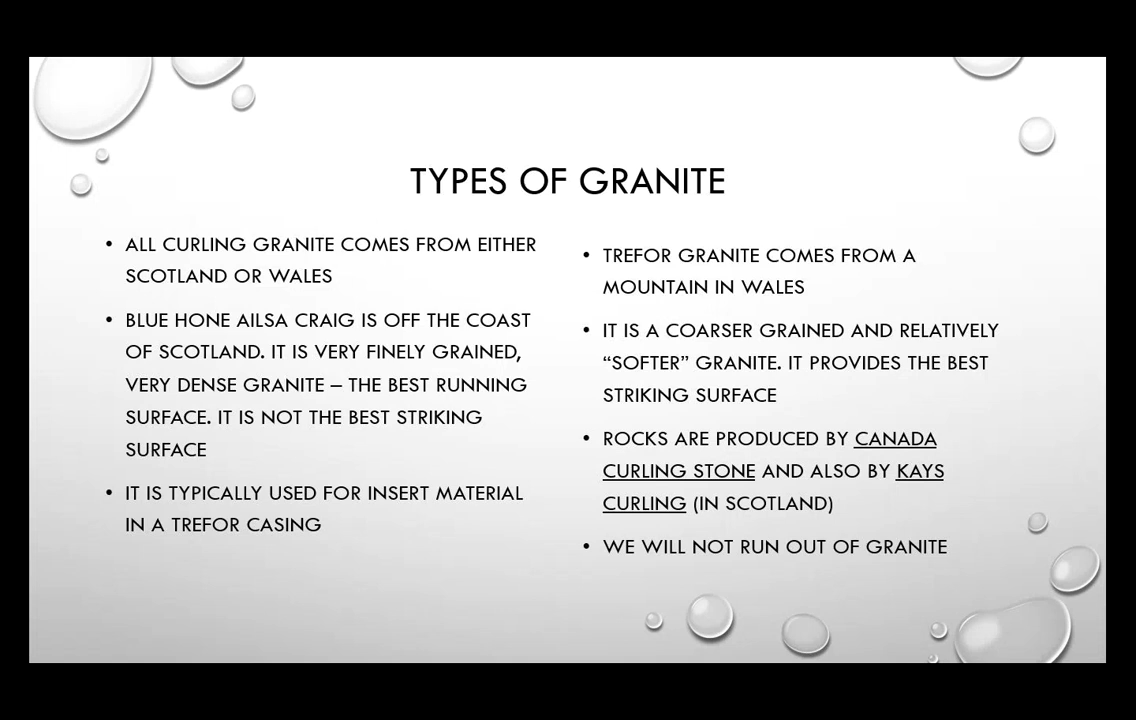 TYPES OF GRANITE
• ALL CURLING GRANITE COMES FROM EITHER
SCOTLAND OR WALES
• BLUE HONE AILSA CRAIG IS OFF THE COAST
OF SCOTLAND. IT IS VERY FINELY GRAINED,
VERY DENSE GRANITE – THE BEST RUNNING
SURFACE. IT IS NOT THE BEST STRIKING
SURFACE
• IT IS TYPICALLY USED FOR INSERT MATERIAL
IN A TREFOR CASING
• TREFOR GRANITE COMES FROM A
MOUNTAIN IN WALES
• IT IS A COARSER GRAINED AND RELATIVELY
“SOFTER” GRANITE. IT PROVIDES THE BEST
STRIKING SURFACE
• ROCKS ARE PRODUCED BY CANADA
CURLING STONE AND ALSO BY KAYS
CURLING (IN SCOTLAND)
• WE WILL NOT RUN OUT OF GRANITE